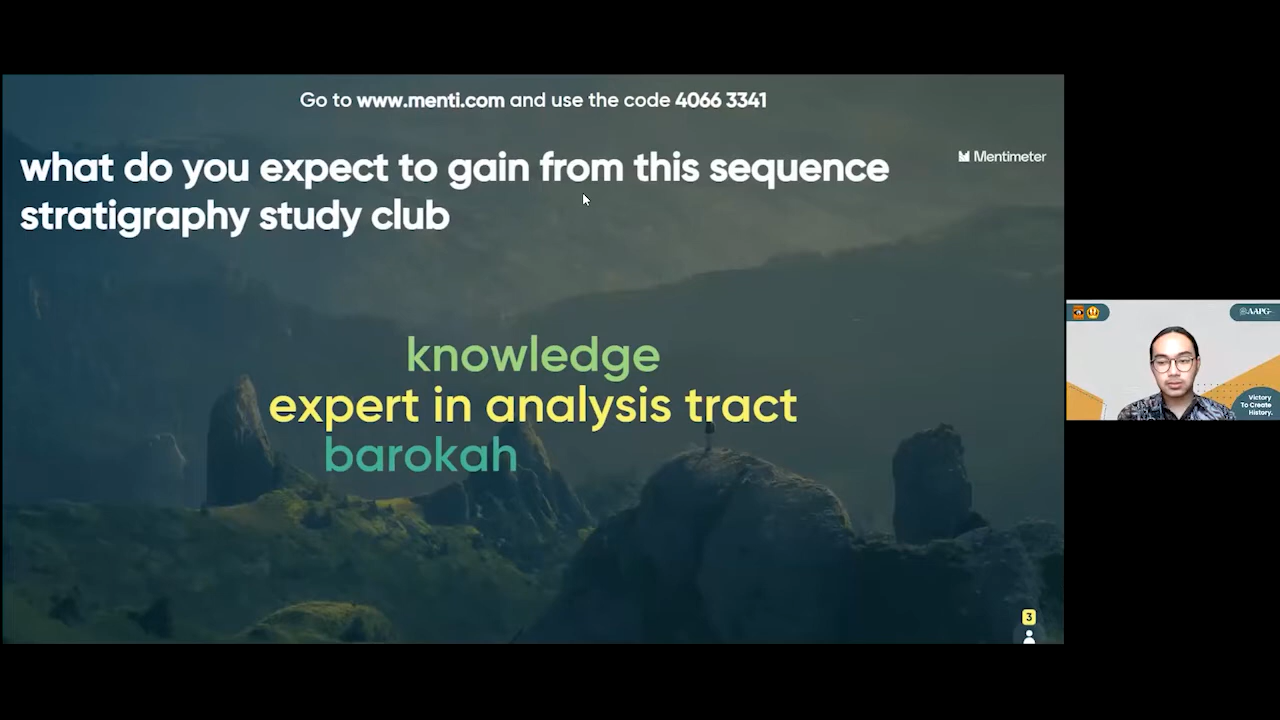 Go to www.menti.com and use the code 4066 3341
Mentimeter
what do you expect to gain from this sequence
stratigraphy study club
knowledge
expert in analysis tract
barokah
3
AAPG
Victory
To Create
History.